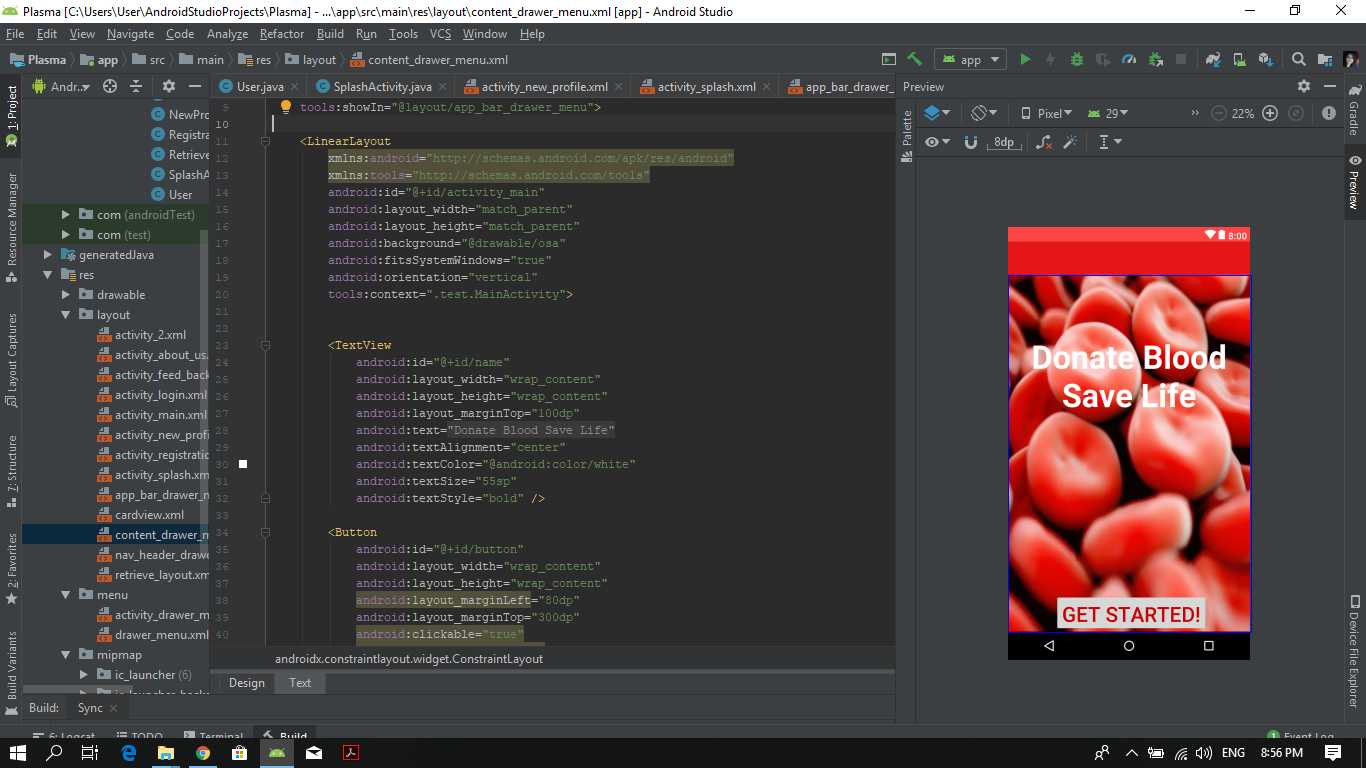 Plasma [C:\Users\User\AndroidStudioProjects\Plasma] - ...\app\src\main\res\layout\content_drawer_menu.xml [app] - Android Studio
File Edit View Navigate Code Analyze Refactor Build Run Tools VCS Window Help
Plasma app src main res layout content_drawer_menu.xml
app
Andr..
User.java SplashActivity.java activity_new_profile.xml activity_splash.xml app_bar_drawer_
Preview
1: Project
Resource Manager
Layout Captures
7: Structure
2: Favorites
Build Variants
NewPro
Registra
Retrieve
SplashA
User
com (androidTest)
com (test)
generatedJava
res
drawable
layout
activity_2.xml
activity_about_us.
activity_feed_back
activity_login.xml
activity_main.xml
activity_new_profi
activity_registratio
activity_splash.xm
app_bar_drawer_m
cardview.xml
content_drawer_m
nav_header_drawe
retrieve_layout.xm
menu
activity_drawer_m
drawer_menu.xml
mipmap
ic_launcher (6)
9 tools:showIn="@layout/app_bar_drawer_menu">
10
11 <LinearLayout
12 xmlns:android="http://schemas.android.com/apk/res/android"
13 xmlns:tools="http://schemas.android.com/tools"
14 android:id="@+id/activity_main"
15 android:layout_width="match_parent"
16 android:layout_height="match_parent"
17 android:background="@drawable/osa"
18 android:fitsSystemWindows="true"
19 android:orientation="vertical"
20 tools:context=".test.MainActivity">
21
22
23 <TextView
24 android:id="@+id/name"
25 android:layout_width="wrap_content"
26 android:layout_height="wrap_content"
27 android:layout_marginTop="100dp"
28 android:text="Donate Blood Save Life"
29 android:textAlignment="center"
30 android:textColor="@android:color/white"
31 android:textSize="55sp"
32 android:textStyle="bold" />
33
34 <Button
35 android:id="@+id/button"
36 android:layout_width="wrap_content"
37 android:layout_height="wrap_content"
38 android:layout_marginLeft="80dp"
39 android:layout_marginTop="300dp"
40 android:clickable="true"
androidx.constraintlayout.widget.ConstraintLayout
Design Text
Palette
Pixel 29 » 22%
8dp
8:00
Donate Blood
Save Life
GET STARTED!
Gradle
Preview
Device File Explorer
Build: Sync
6: Logcat TODO Terminal Build
1 Event Log
ENG 8:56 PM